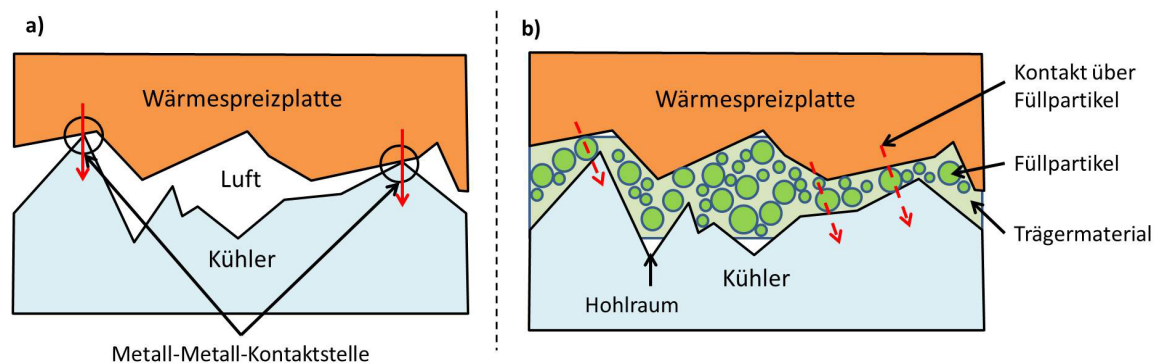 a)
Wärmespreizplatte
Luft
Kühler
Metall-Metall-Kontaktstelle
b)
Wärmespreizplatte
Kühler
Hohlraum
Kontakt über
Füllpartikel
Füllpartikel
Trägermaterial